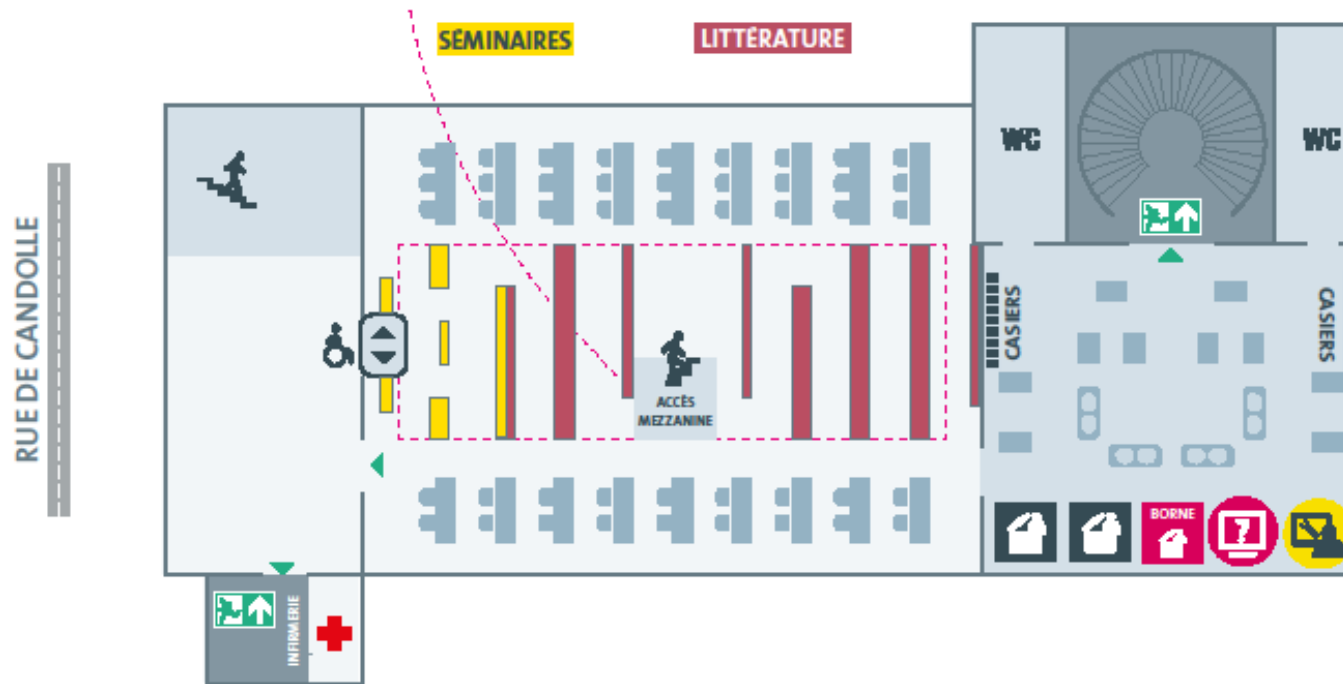 SÉMINAIRES
LITTÉRATURE
WC
WC
RUE DE CANDOLLE
CASIERS
CASIERS
ACCÈS
MEZZANINE
BORNE
?
INFIRMERIE